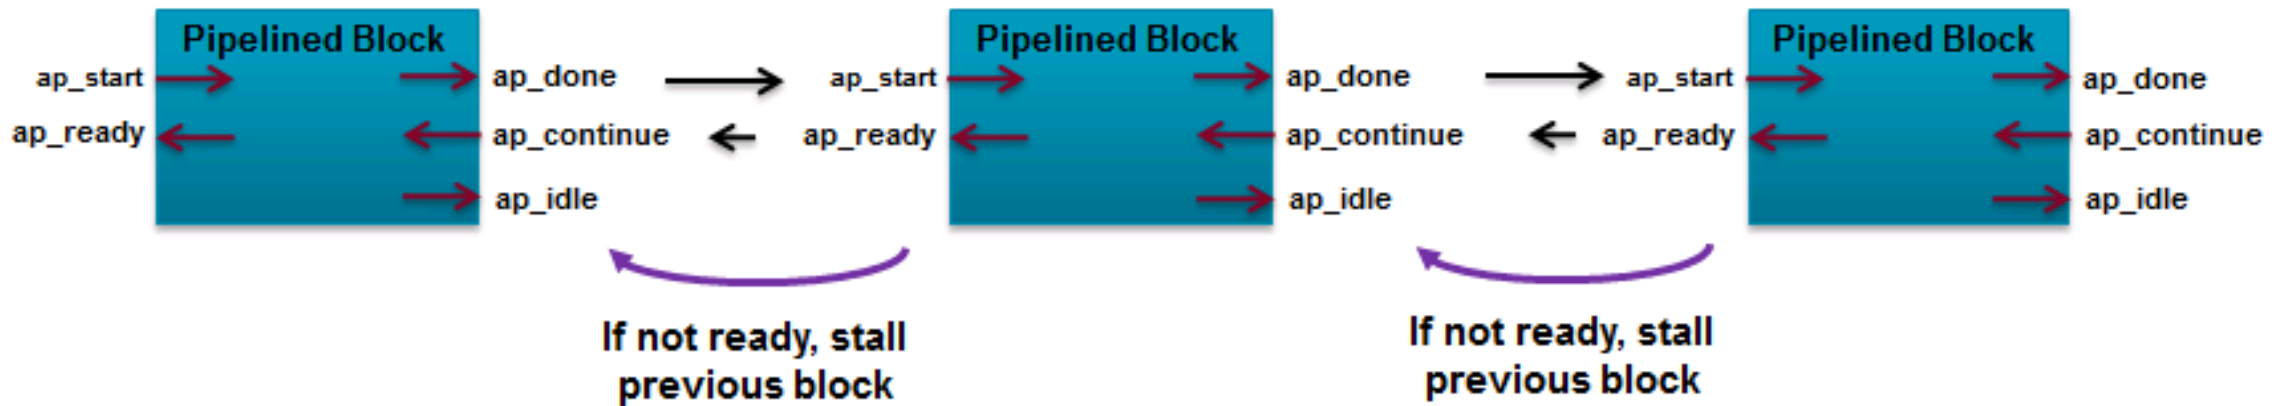 Pipelined Block
ap_start
ap_ready
ap_done
ap_continue
ap_idle
Pipelined Block
ap_start
ap_ready
ap_done
ap_continue
ap_idle
Pipelined Block
ap_start
ap_ready
ap_done
ap_continue
ap_idle
If not ready, stall
previous block
If not ready, stall
previous block